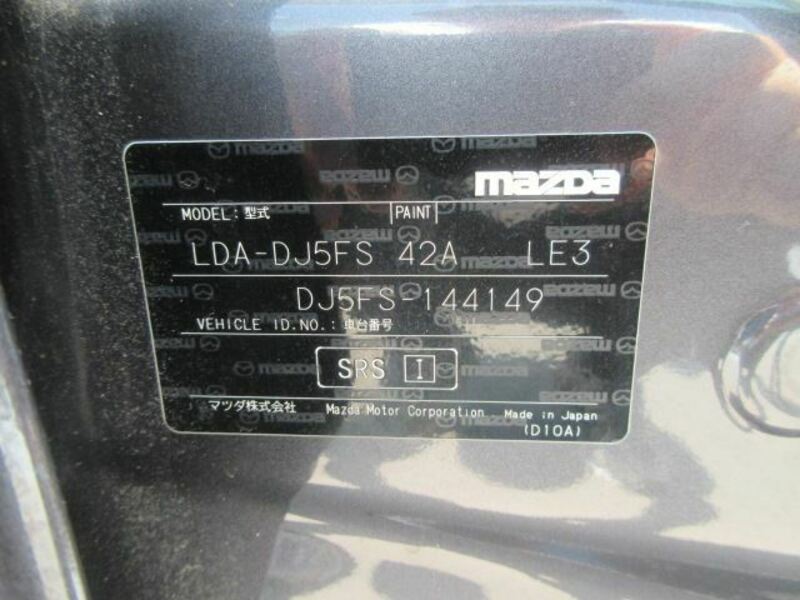 mazda
MODEL:型式 PAINT
LDA-DJ5FS 42A LE3
DJ5FS-144149
VEHICLE ID.NO.:車台番号
SRS I
マツダ株式会社 Mazda Motor Corporation Made in Japan
(D10A)